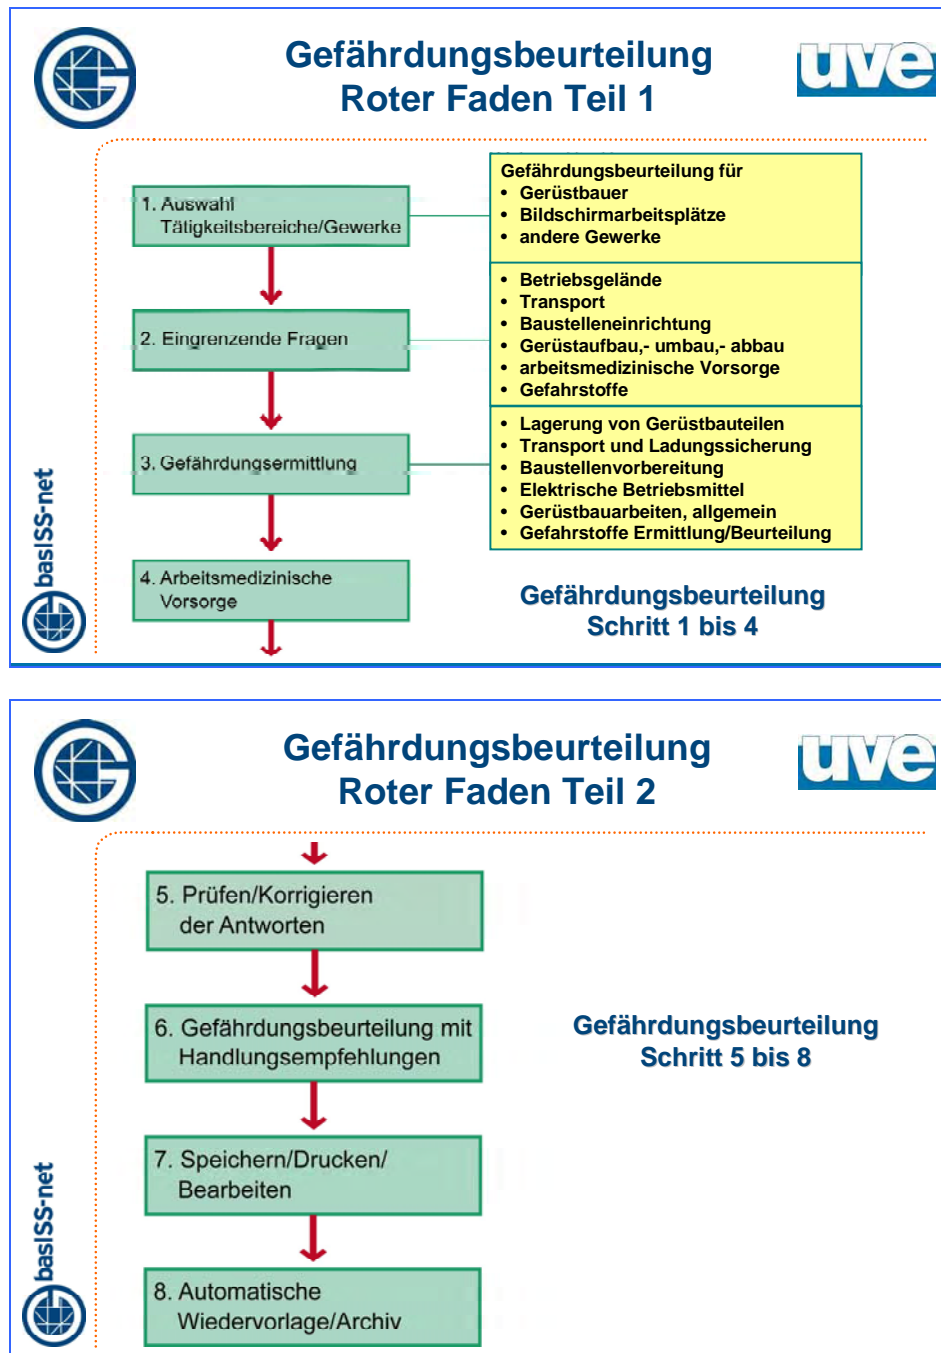 Gefährdungsbeurteilung
Roter Faden Teil 1
uve
1. Auswahl
Tätigkeitsbereiche/Gewerke
Gefährdungsbeurteilung für
• Gerüstbauer
• Bildschirmarbeitsplätze
• andere Gewerke
2. Eingrenzende Fragen
• Betriebsgelände
• Transport
• Baustelleneinrichtung
• Gerüstaufbau,- umbau,- abbau
• arbeitsmedizinische Vorsorge
• Gefahrstoffe
3. Gefährdungsermittlung
• Lagerung von Gerüstbauteilen
• Transport und Ladungssicherung
• Baustellenvorbereitung
• Elektrische Betriebsmittel
• Gerüstbauarbeiten, allgemein
• Gefahrstoffe Ermittlung/Beurteilung
4. Arbeitsmedizinische
Vorsorge
Gefährdungsbeurteilung
Schritt 1 bis 4
basISS-net
Gefährdungsbeurteilung
Roter Faden Teil 2
uve
5. Prüfen/Korrigieren
der Antworten
6. Gefährdungsbeurteilung mit
Handlungsempfehlungen
Gefährdungsbeurteilung
Schritt 5 bis 8
7. Speichern/Drucken/
Bearbeiten
8. Automatische
Wiedervorlage/Archiv
basISS-net